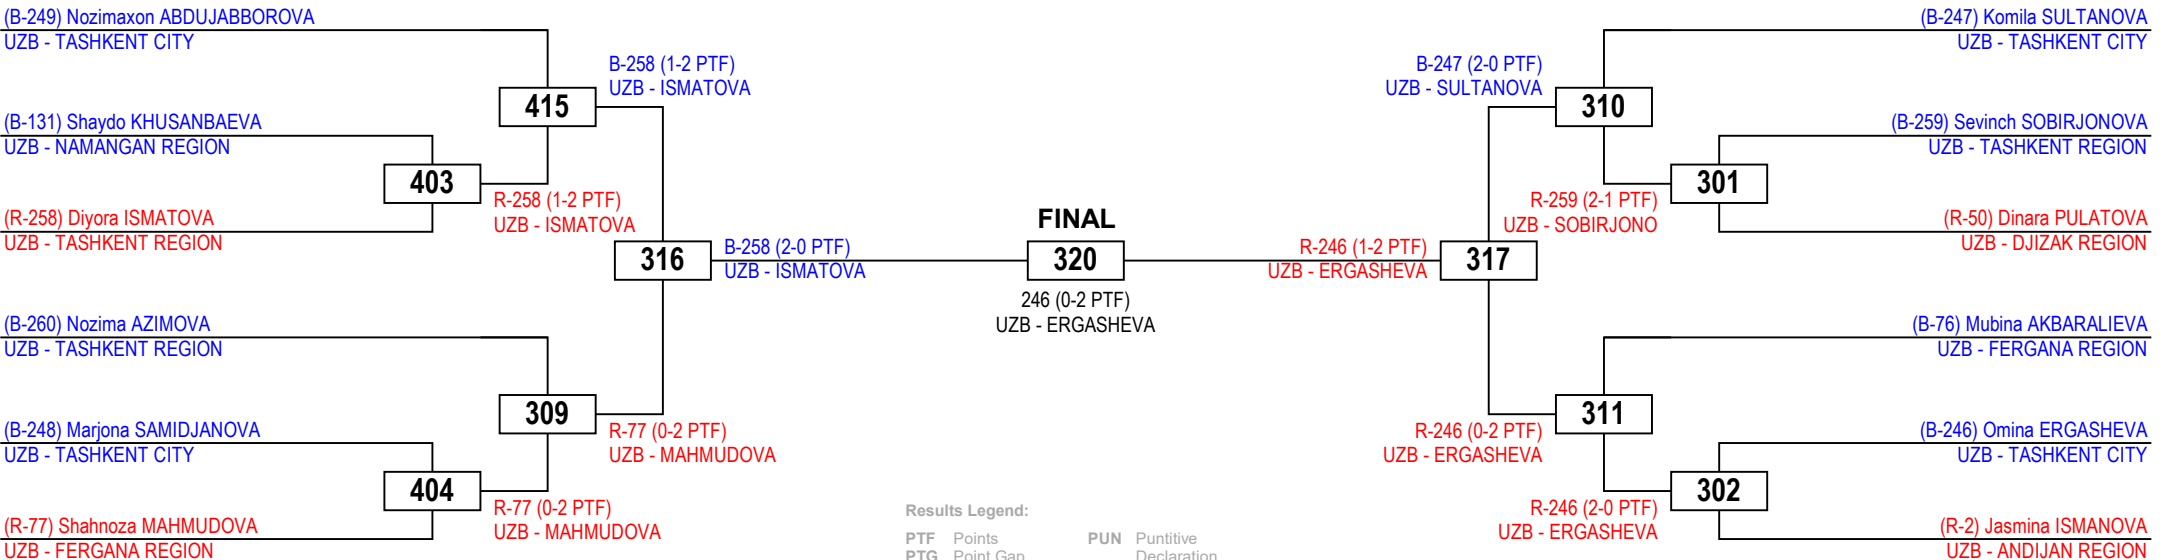 (B-249) Nozimaxon ABDUJABBOROVA
UZB - TASHKENT CITY
B-258 (1-2 PTF)
UZB - ISMATOVA
415
(B-131) Shaydo KHUSANBAEVA
UZB - NAMANGAN REGION
403
R-258 (1-2 PTF)
UZB - ISMATOVA
(R-258) Diyora ISMATOVA
UZB - TASHKENT REGION
316
B-258 (2-0 PTF)
UZB - ISMATOVA
(B-260) Nozima AZIMOVA
UZB - TASHKENT REGION
309
R-77 (0-2 PTF)
UZB - MAHMUDOVA
(B-248) Marjona SAMIDJANOVA
UZB - TASHKENT CITY
404
R-77 (0-2 PTF)
UZB - MAHMUDOVA
(R-77) Shahnoza MAHMUDOVA
UZB - FERGANA REGION
FINAL
320
246 (0-2 PTF)
UZB - ERGASHEVA
(B-247) Komila SULTANOVA
UZB - TASHKENT CITY
B-247 (2-0 PTF)
UZB - SULTANOVA
310
(B-259) Sevinch SOBIRJONOVA
UZB - TASHKENT REGION
301
R-259 (2-1 PTF)
UZB - SOBIRJONO
(R-50) Dinara PULATOVA
UZB - DJIZAK REGION
R-246 (1-2 PTF)
UZB - ERGASHEVA
317
(B-76) Mubina AKBARALIEVA
UZB - FERGANA REGION
311
R-246 (0-2 PTF)
UZB - ERGASHEVA
(B-246) Omina ERGASHEVA
UZB - TASHKENT CITY
302
R-246 (2-0 PTF)
UZB - ERGASHEVA
(R-2) Jasmina ISMANOVA
UZB - ANDIJAN REGION
Results Legend:
PTF Points PUN Puntitive
PTG Point Gap Declaration